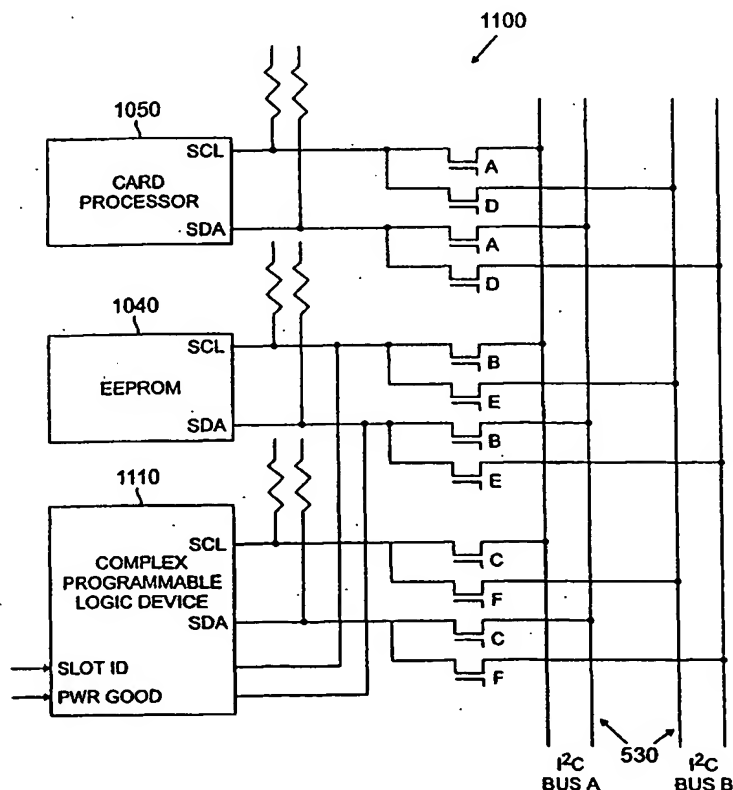 1100
1050
SCL
CARD
PROCESSOR
SDA
A
D
A
D
1040
SCL
EEPROM
SDA
B
E
B
E
1110
SCL
COMPLEX
PROGRAMMABLE
LOGIC DEVICE
SDA
SLOT ID
PWR GOOD
C
F
C
F
530
I²C
BUS A
I²C
BUS B